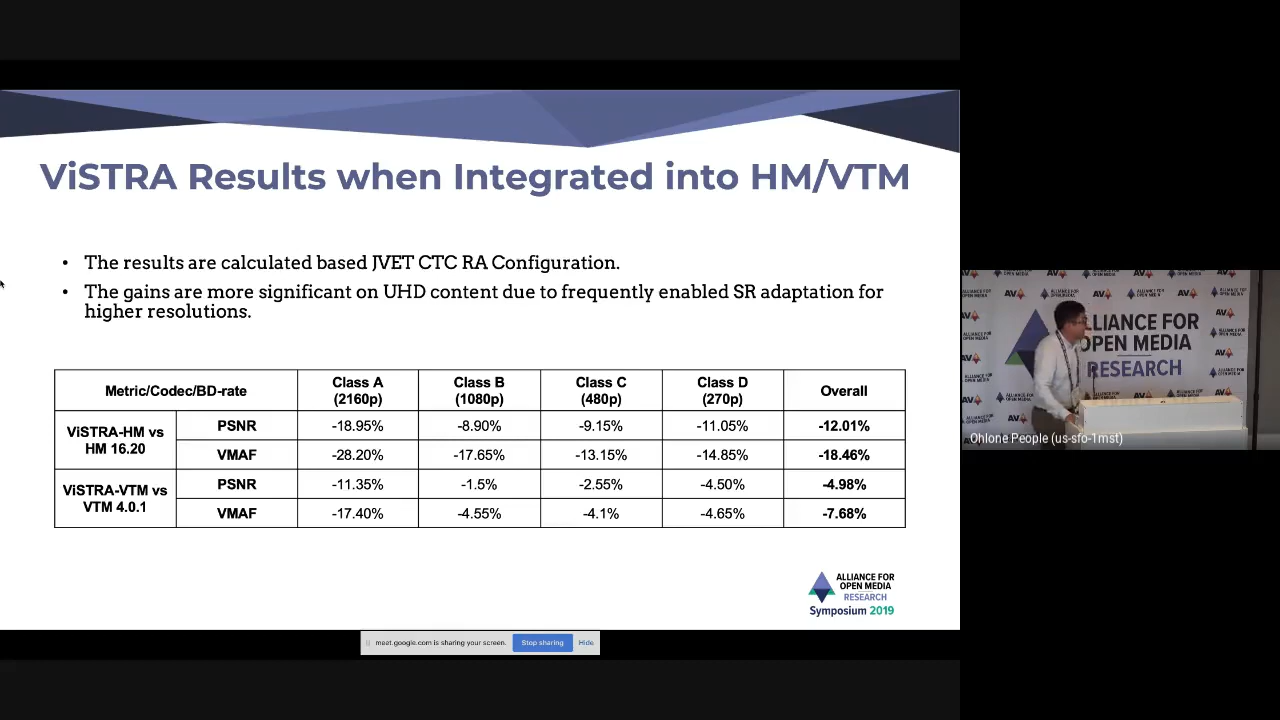 ViSTRA Results when Integrated into HM/VTM
• The results are calculated based JVET CTC RA Configuration.
• The gains are more significant on UHD content due to frequently enabled SR adaptation for
higher resolutions.
Metric/Codec/BD-rate Class A (2160p) Class B (1080p) Class C (480p) Class D (270p) Overall
ViSTRA-HM vs HM 16.20 PSNR -18.95% -8.90% -9.15% -11.05% -12.01%
VMAF -28.20% -17.65% -13.15% -14.85% -18.46%
ViSTRA-VTM vs VTM 4.0.1 PSNR -11.35% -1.5% -2.55% -4.50% -4.98%
VMAF -17.40% -4.55% -4.1% -4.65% -7.68%
ALLIANCE FOR
OPEN MEDIA
RESEARCH
Symposium 2019
meet.google.com is sharing your screen. Stop sharing Hide
ALLIANCE FOR
OPEN MEDIA
RESEARCH
Ohlone People (us-sfo-1mst)